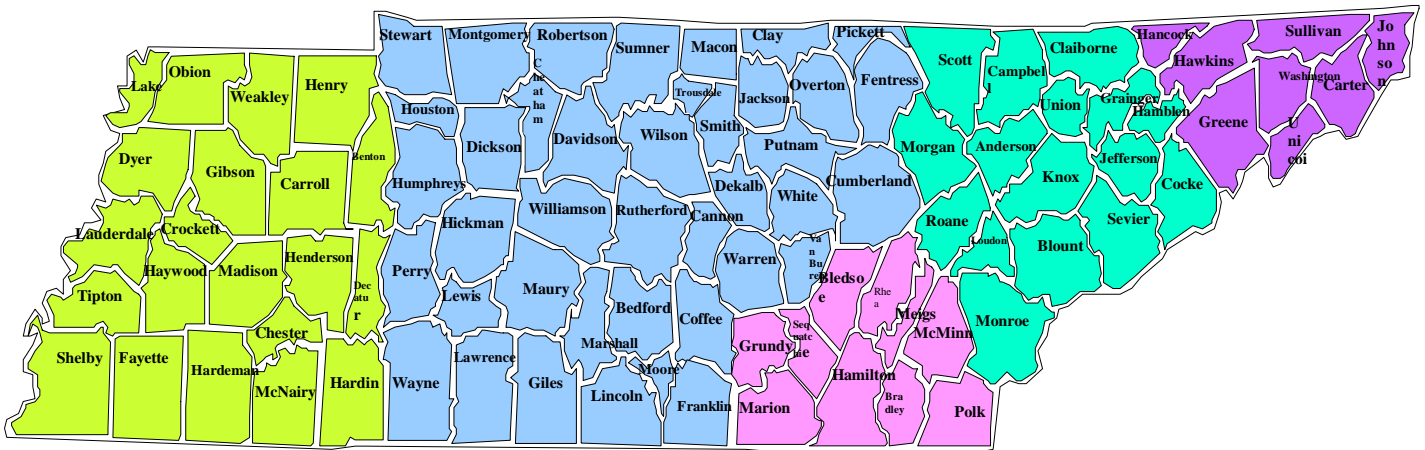 Stewart
Montgomery
Robertson
Sumner
Macon
Clay
Pickett
Scott
Campbel
l
Claiborne
Hancock
Hawkins
Sullivan
Jo
hn
so
n
Lake
Obion
Weakley
Henry
Houston
C
he
at
ha
m
Trousdale
Jackson
Overton
Fentress
Union
Grainger
Hamblen
Washington
Carter
Greene
U
ni
coi
Dyer
Gibson
Carroll
Benton
Humphreys
Dickson
Davidson
Wilson
Smith
Putnam
Morgan
Anderson
Jefferson
Knox
Cocke
Dekalb
White
Cumberland
Lauderdale
Crockett
Hickman
Williamson
Rutherford
Cannon
Roane
Loudon
Blount
Sevier
Haywood
Madison
Henderson
Dec
atu
r
Perry
Warren
Va
n
Bu
ren
Bledso
e
Rhe
a
Tipton
Lewis
Maury
Bedford
Coffee
Meigs
McMinn
Monroe
Chester
Marshall
Grundy
Seq
uatc
hie
Shelby
Fayette
Hardeman
McNairy
Hardin
Wayne
Lawrence
Giles
Lincoln
Moore
Franklin
Marion
Hamilton
Bra
dley
Polk